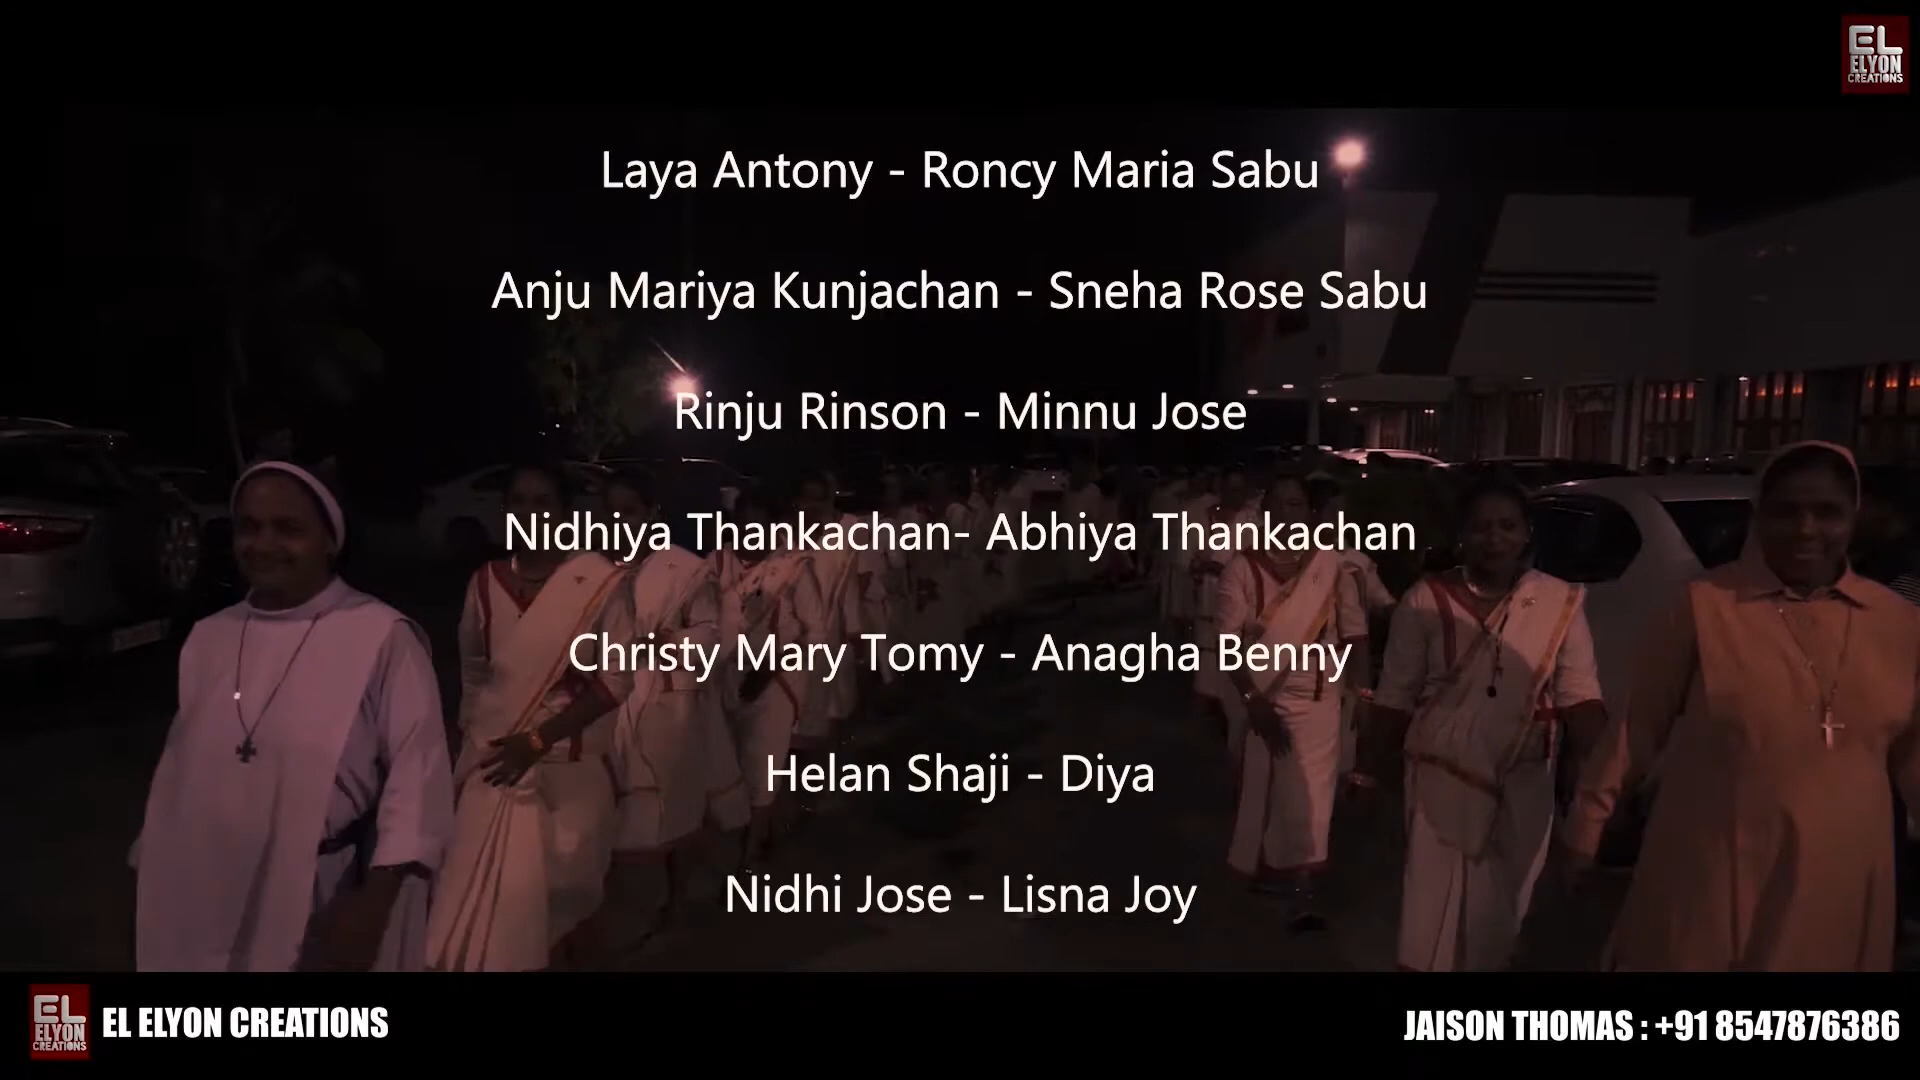 EL
ELYON
CREATIONS
Laya Antony - Roncy Maria Sabu
Anju Mariya Kunjachan - Sneha Rose Sabu
Rinju Rinson - Minnu Jose
Nidhiya Thankachan- Abhiya Thankachan
Christy Mary Tomy - Anagha Benny
Helan Shaji - Diya
Nidhi Jose - Lisna Joy
EL
ELYON
CREATIONS
EL ELYON CREATIONS
JAISON THOMAS : +91 8547876386